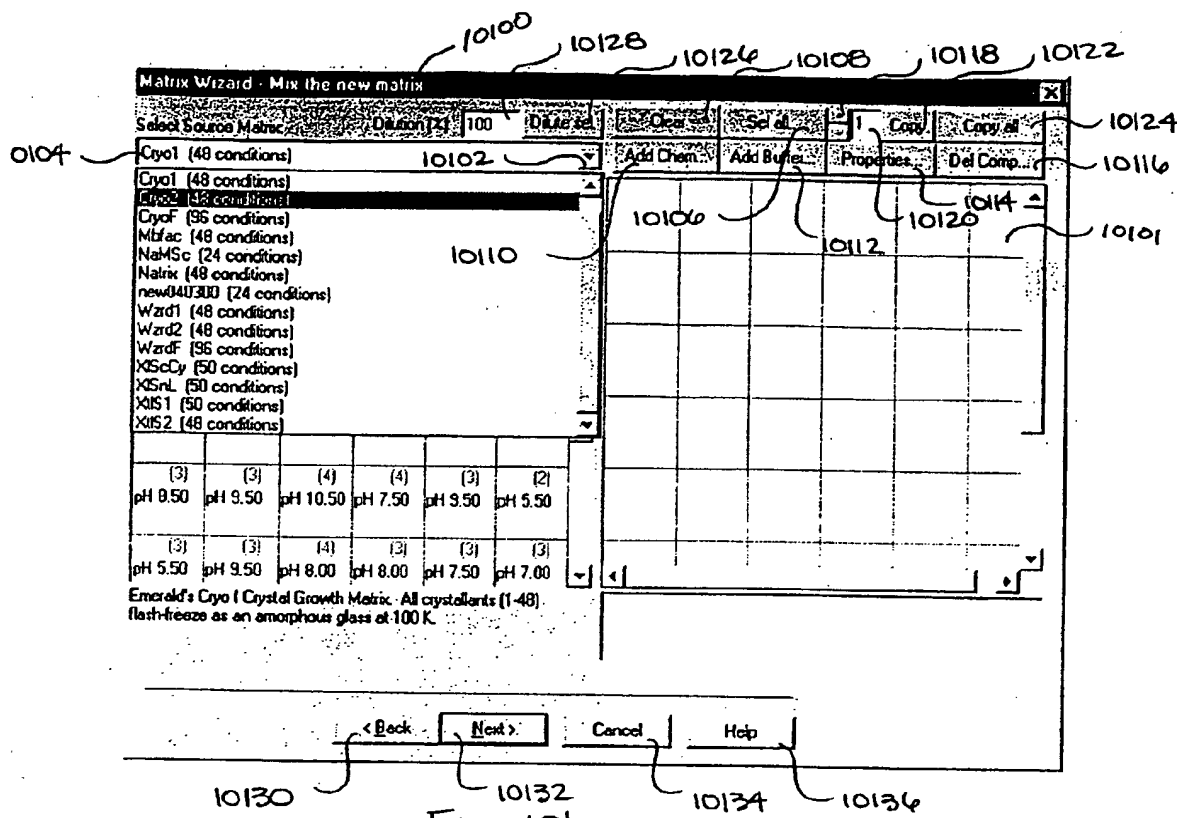 10100
10128
10126
10108
10118
10122
Matrix Wizard - Mix the new matrix
Select Source Matrix Dilution [%] 100 Dilute sel Clear Sel all 1 Copy Copy all
10124
0104
Cryo1 (48 conditions)
10102
Add Chem... Add Buffer... Properties... Del Comp...
10116
Cryo1 (48 conditions)
Cryo2 (48 conditions)
CryoF (96 conditions)
Mbfac (48 conditions)
NaMSc (24 conditions)
Natrix (48 conditions)
new040300 (24 conditions)
Wzrd1 (48 conditions)
Wzrd2 (48 conditions)
WzrdF (96 conditions)
XlScCy (50 conditions)
XlSnL (50 conditions)
XtlS1 (50 conditions)
XtlS2 (48 conditions)
10110
10106
10112
10120
10114
10101
(3) (3) (4) (4) (3) (2)
pH 8.50 pH 9.50 pH 10.50 pH 7.50 pH 9.50 pH 5.50
(3) (3) (4) (3) (3) (3)
pH 5.50 pH 9.50 pH 8.00 pH 8.00 pH 7.50 pH 7.00
Emerald's Cryo I Crystal Growth Matrix. All crystallants (1-48)
flash-freeze as an amorphous glass at 100 K.
< Back Next > Cancel Help
10130
10132
10134
10136